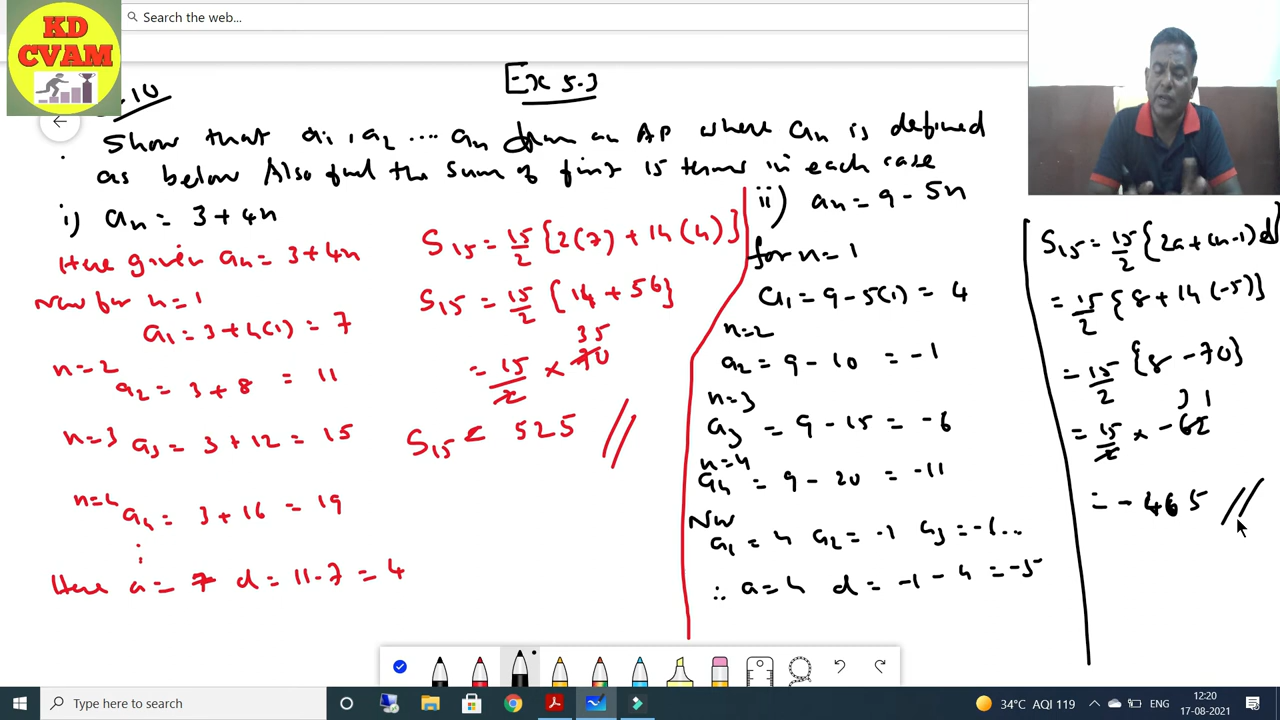 KD
CVAM
Search the web...
Ex 5.3
.10
Show that a1, a2 .... an form an AP where an is defined
as below Also find the sum of first 15 terms in each case
i) an = 3 + 4n
Here given an = 3 + 4n
Now for n = 1
a1 = 3 + 4(1) = 7
n=2
a2 = 3 + 8 = 11
n=3 a3 = 3 + 12 = 15
n=4 a4 = 3 + 16 = 19
Here a = 7 d = 11-7 = 4
S15 = 15/2 {2(7) + 14(4)}
S15 = 15/2 {14 + 56}
35
= 15/2 × 70
S15 = 525 //
ii) an = 9 - 5n
for n = 1
a1 = 9 - 5(1) = 4
n=2
a2 = 9 - 10 = -1
n=3
a3 = 9 - 15 = -6
n=4
a4 = 9 - 20 = -11
Now
a1 = 4 a2 = -1 a3 = -6...
∴ a = 4 d = -1 - 4 = -5
S15 = 15/2 {2a + (n-1)d}
= 15/2 {8 + 14(-5)}
= 15/2 {8 - 70}
31
= 15/2 × -62
= -465 //
Type here to search
34°C AQI 119
ENG
12:20
17-08-2021